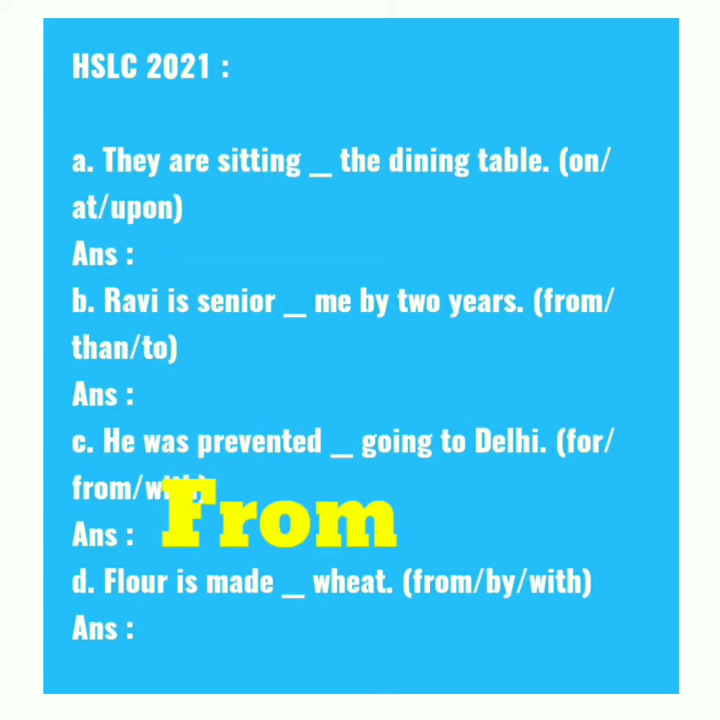 HSLC 2021 :
a. They are sitting _ the dining table. (on/
at/upon)
Ans :
b. Ravi is senior _ me by two years. (from/
than/to)
Ans :
c. He was prevented _ going to Delhi. (for/
from/with)
Ans : From
d. Flour is made _ wheat. (from/by/with)
Ans :